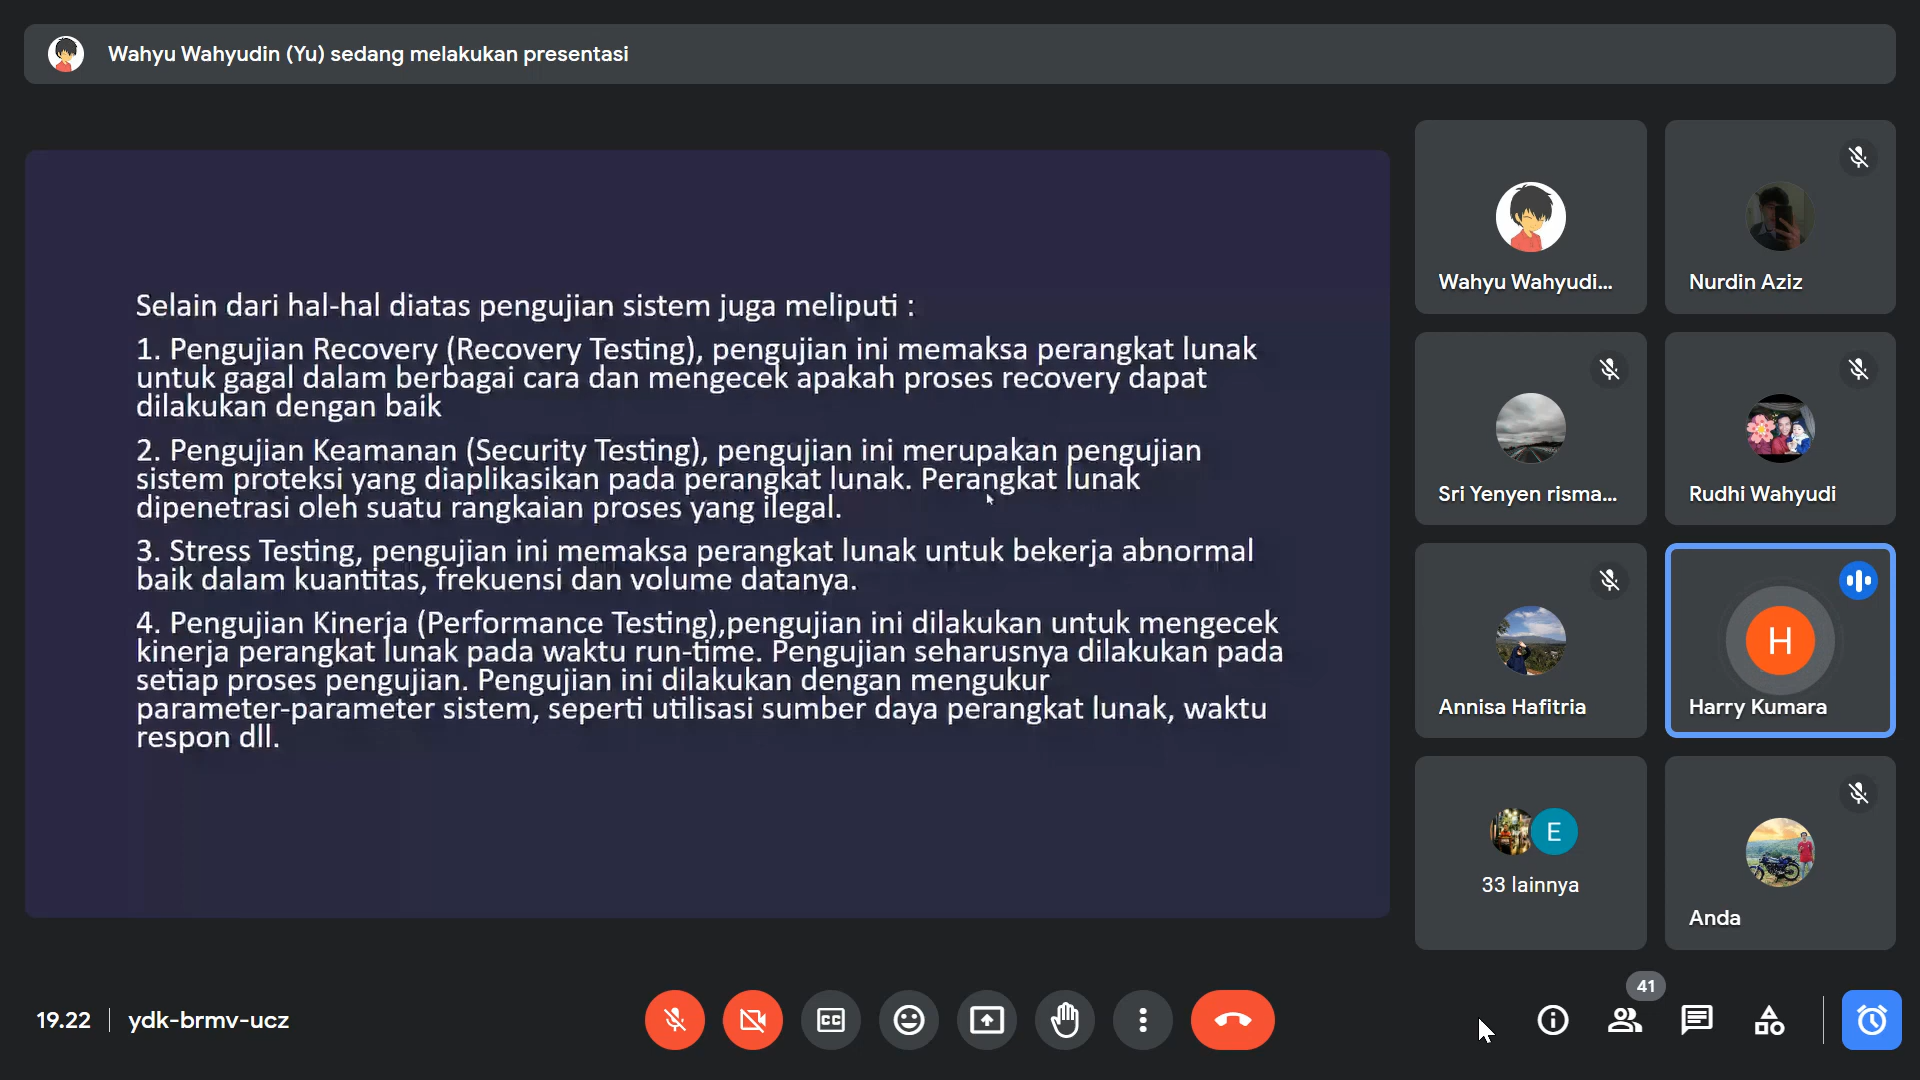 Wahyu Wahyudin (Yu) sedang melakukan presentasi
Selain dari hal-hal diatas pengujian sistem juga meliputi :
1. Pengujian Recovery (Recovery Testing), pengujian ini memaksa perangkat lunak
untuk gagal dalam berbagai cara dan mengecek apakah proses recovery dapat
dilakukan dengan baik
2. Pengujian Keamanan (Security Testing), pengujian ini merupakan pengujian
sistem proteksi yang diaplikasikan pada perangkat lunak. Perangkat lunak
dipenetrasi oleh suatu rangkaian proses yang ilegal.
3. Stress Testing, pengujian ini memaksa perangkat lunak untuk bekerja abnormal
baik dalam kuantitas, frekuensi dan volume datanya.
4. Pengujian Kinerja (Performance Testing),pengujian ini dilakukan untuk mengecek
kinerja perangkat lunak pada waktu run-time. Pengujian seharusnya dilakukan pada
setiap proses pengujian. Pengujian ini dilakukan dengan mengukur
parameter-parameter sistem, seperti utilisasi sumber daya perangkat lunak, waktu
respon dll.
Wahyu Wahyudi...
Nurdin Aziz
Sri Yenyen risma...
Rudhi Wahyudi
Annisa Hafitria
H
Harry Kumara
E
33 lainnya
Anda
19.22
ydk-brmv-ucz
CC
41